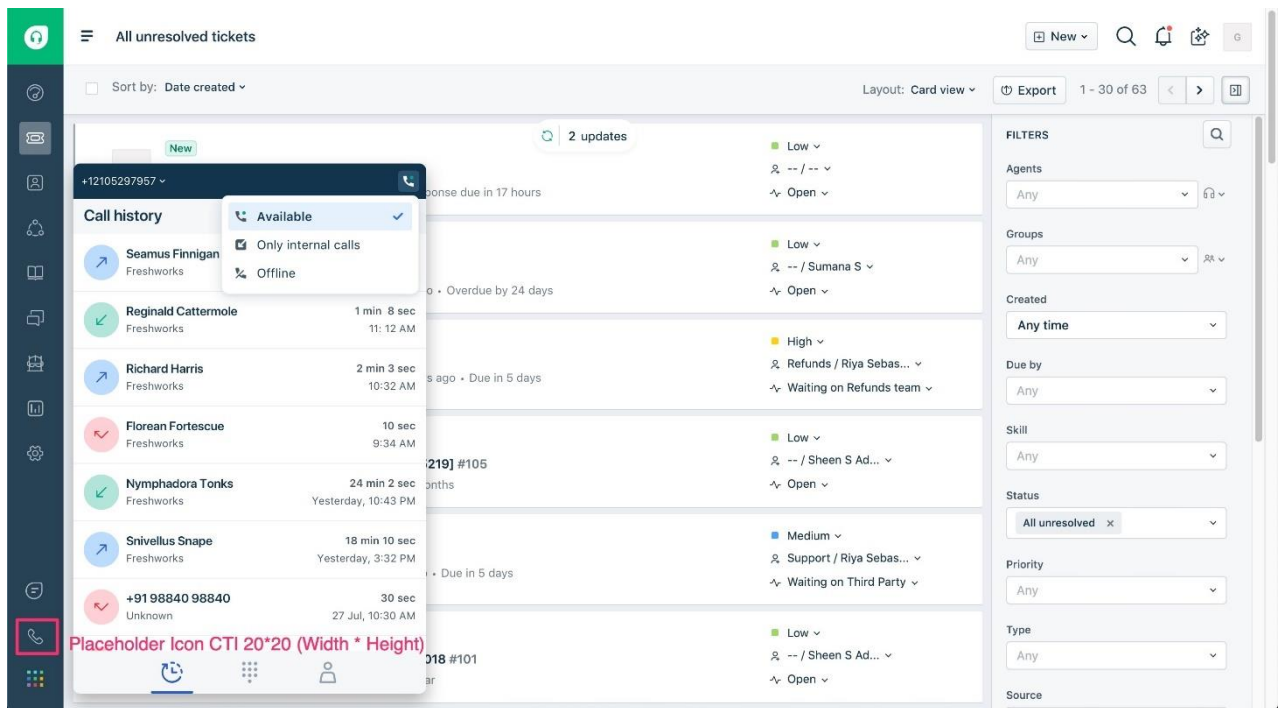 All unresolved tickets
New
G
Sort by: Date created
Layout: Card view
Export
1 - 30 of 63
2 updates
New
Low
-- / --
Open
ponse due in 17 hours
+12105297957
Call history
Available
Only internal calls
Offline
Seamus Finnigan
Freshworks
Reginald Cattermole
1 min 8 sec
Freshworks
11: 12 AM
Richard Harris
2 min 3 sec
Freshworks
10:32 AM
Florean Fortescue
10 sec
Freshworks
9:34 AM
Nymphadora Tonks
24 min 2 sec
Freshworks
Yesterday, 10:43 PM
Snivellus Snape
18 min 10 sec
Freshworks
Yesterday, 3:32 PM
+91 98840 98840
30 sec
Unknown
27 Jul, 10:30 AM
Placeholder Icon CTI 20*20 (Width * Height)
Low
-- / Sumana S
o • Overdue by 24 days
Open
High
Refunds / Riya Sebas...
s ago • Due in 5 days
Waiting on Refunds team
Low
5219] #105
-- / Sheen S Ad...
onths
Open
Medium
Support / Riya Sebas...
• Due in 5 days
Waiting on Third Party
Low
018 #101
-- / Sheen S Ad...
ar
Open
FILTERS
Agents
Any
Groups
Any
Created
Any time
Due by
Any
Skill
Any
Status
All unresolved x
Priority
Any
Type
Any
Source